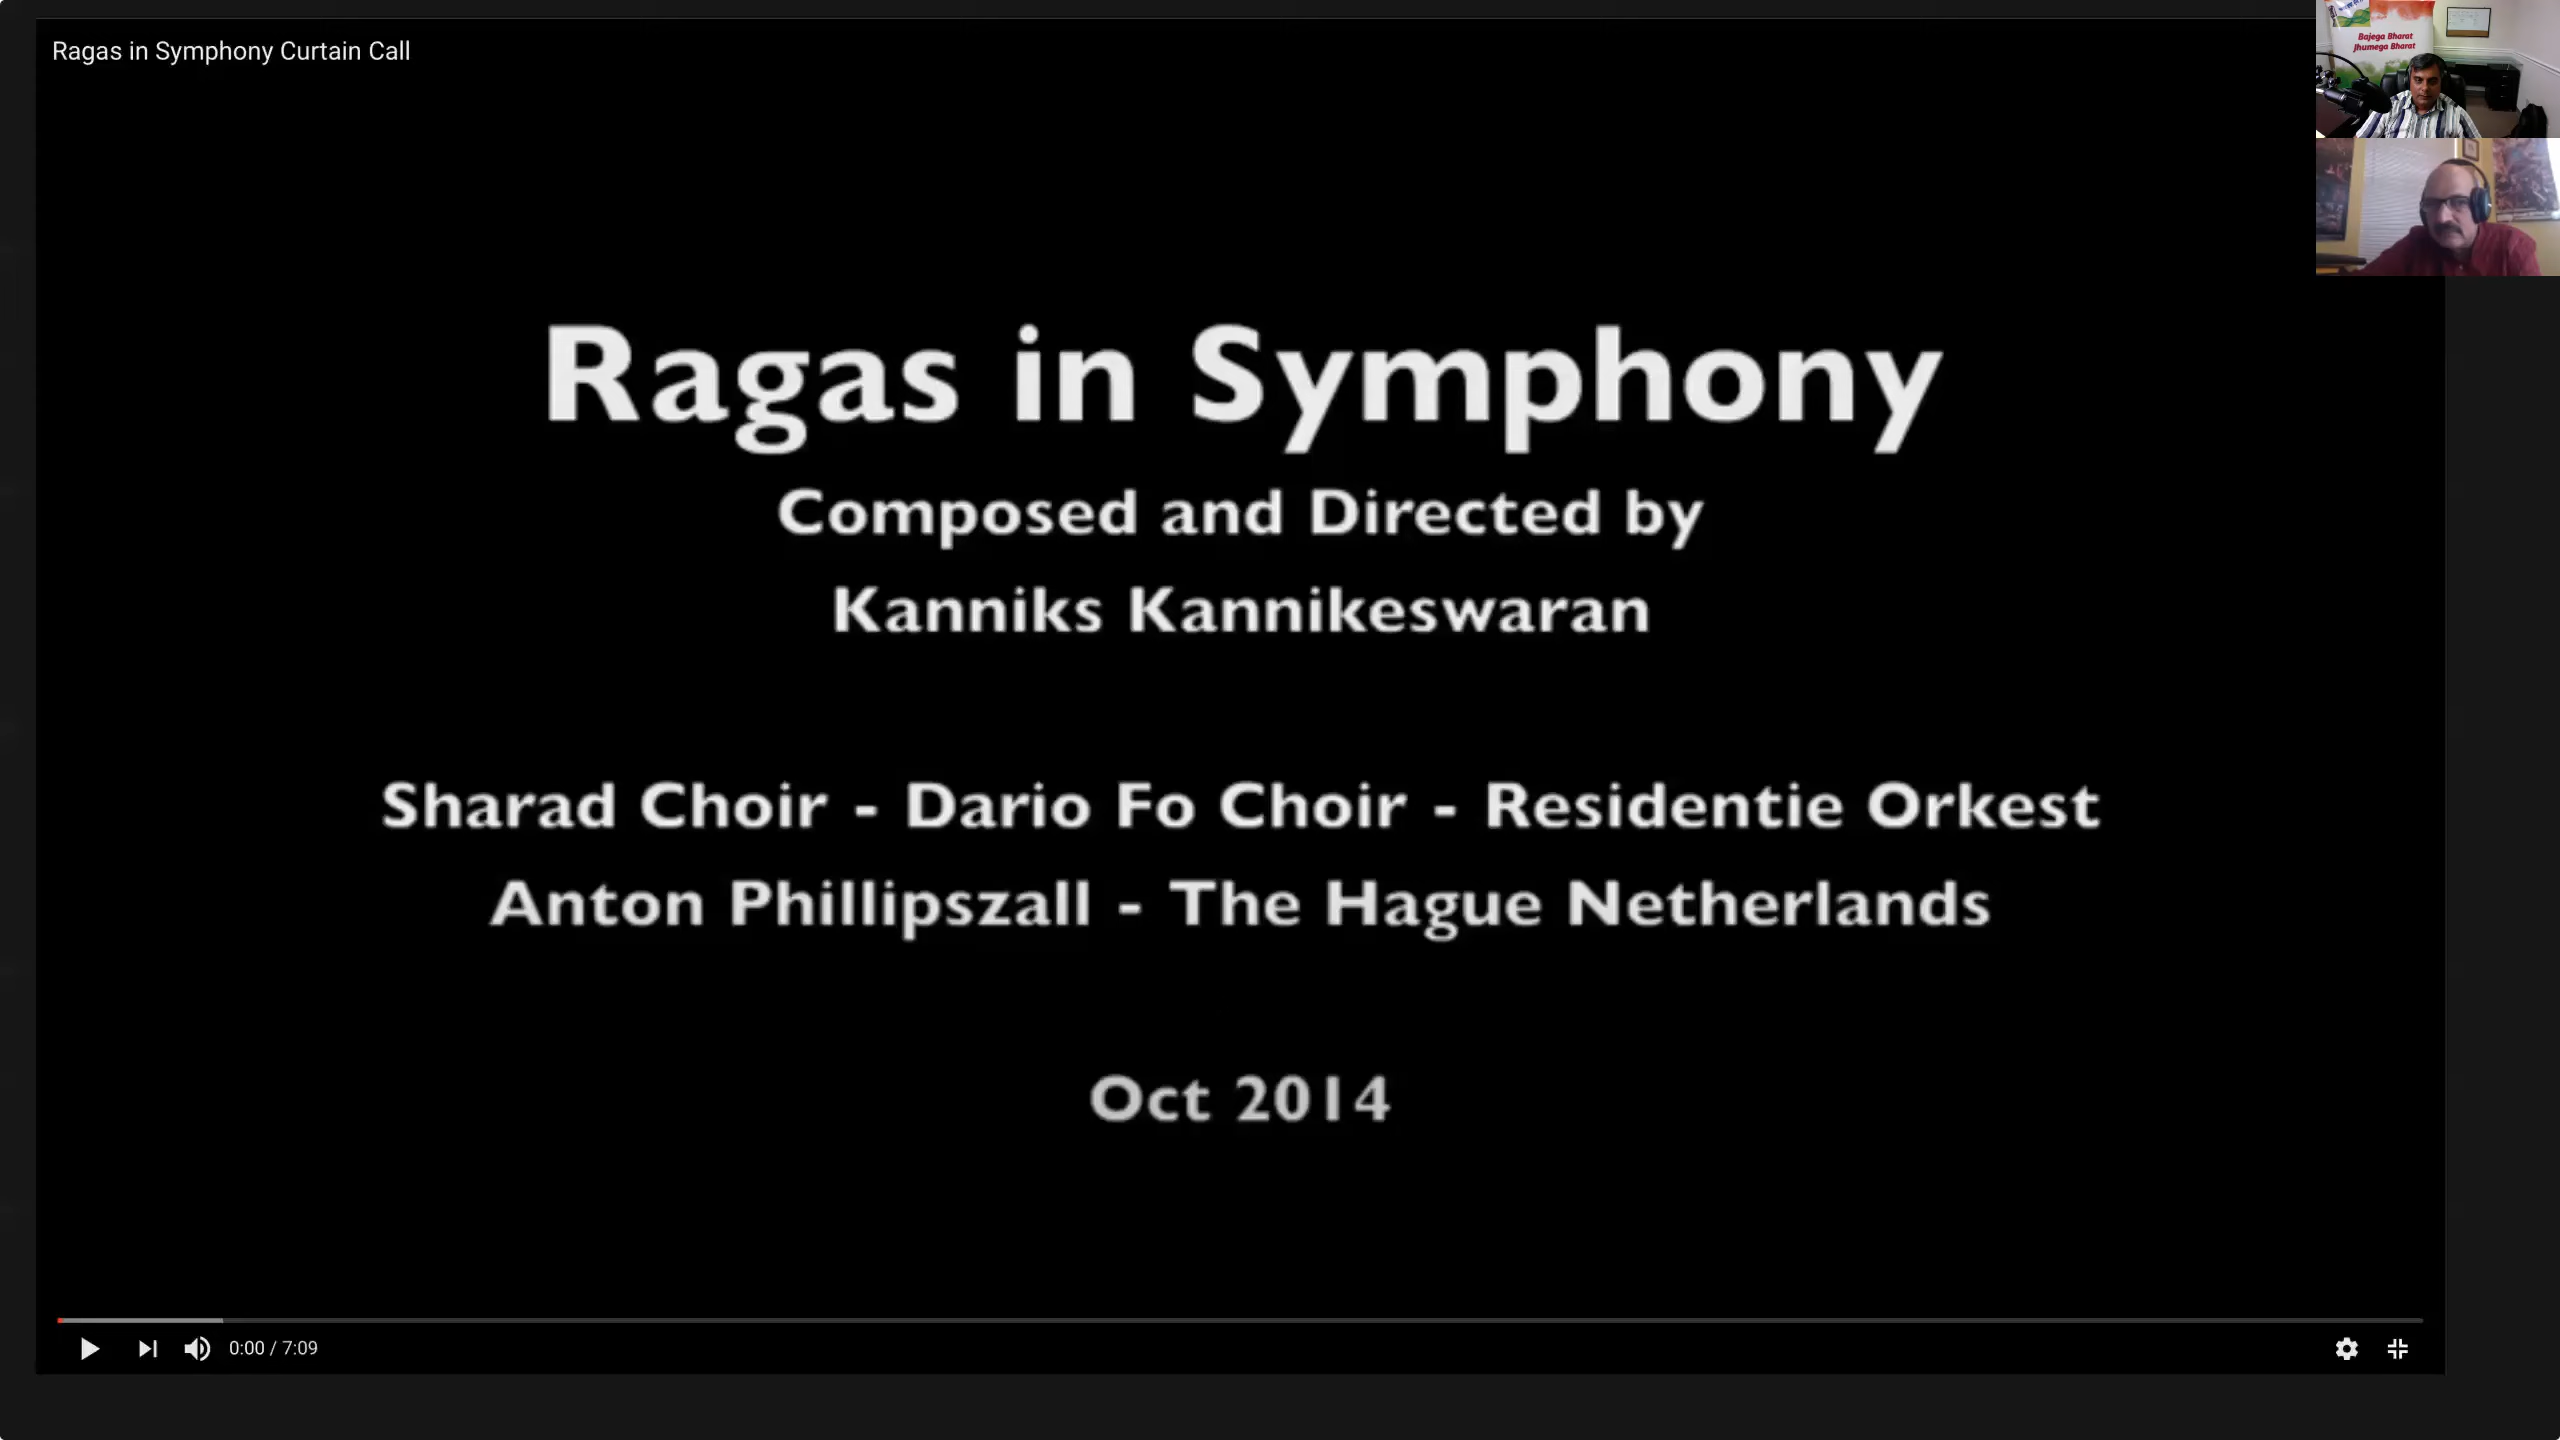 Ragas in Symphony Curtain Call
Bajega Bharat
Jhumega Bharat
Ragas in Symphony
Composed and Directed by
Kanniks Kannikeswaran
Sharad Choir - Dario Fo Choir - Residentie Orkest
Anton Phillipszall - The Hague Netherlands
Oct 2014
0:00 / 7:09